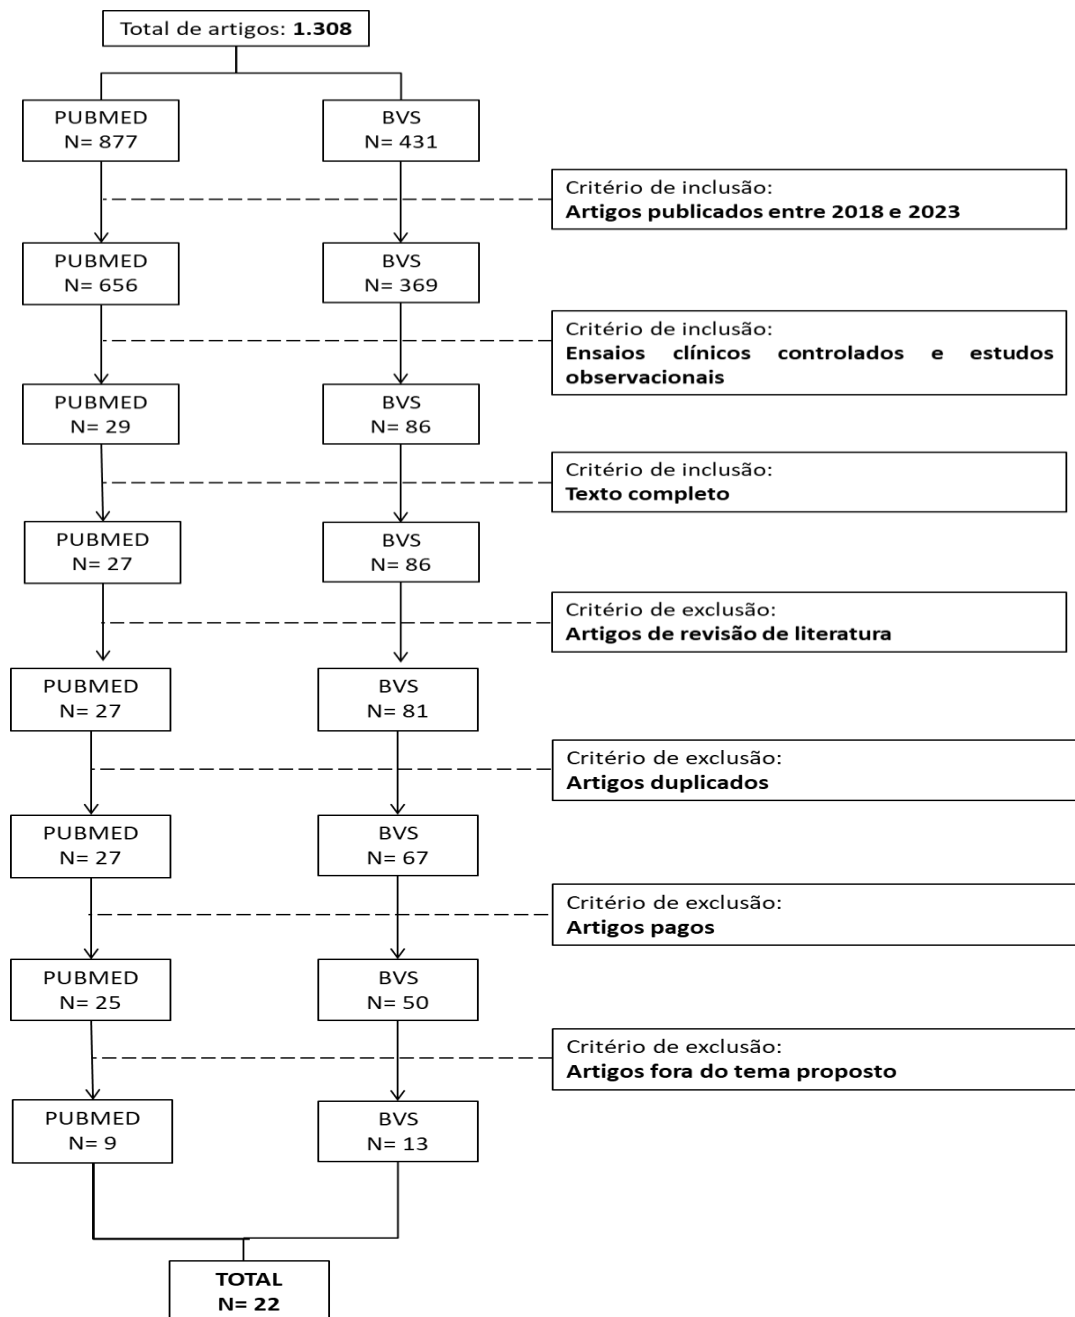 Total de artigos: 1.308
PUBMED
N= 877
BVS
N= 431
Critério de inclusão:
Artigos publicados entre 2018 e 2023
PUBMED
N= 656
BVS
N= 369
Critério de inclusão:
Ensaios clínicos controlados e estudos
observacionais
PUBMED
N= 29
BVS
N= 86
Critério de inclusão:
Texto completo
PUBMED
N= 27
BVS
N= 86
Critério de exclusão:
Artigos de revisão de literatura
PUBMED
N= 27
BVS
N= 81
Critério de exclusão:
Artigos duplicados
PUBMED
N= 27
BVS
N= 67
Critério de exclusão:
Artigos pagos
PUBMED
N= 25
BVS
N= 50
Critério de exclusão:
Artigos fora do tema proposto
PUBMED
N= 9
BVS
N= 13
TOTAL
N= 22